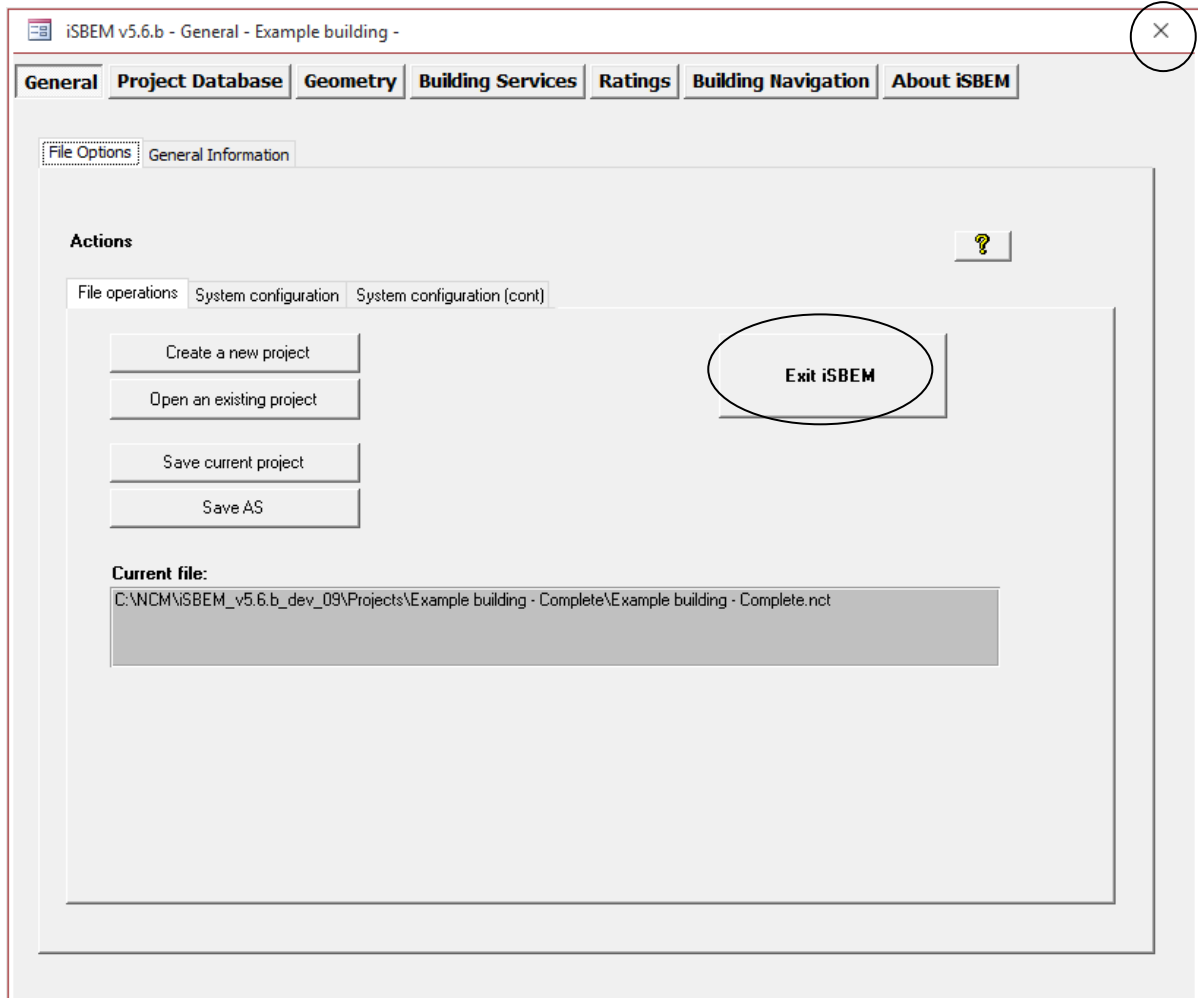 iSBEM v5.6.b - General - Example building -
General Project Database Geometry Building Services Ratings Building Navigation About iSBEM
File Options General Information
Actions
?
File operations System configuration System configuration (cont)
Create a new project
Exit iSBEM
Open an existing project
Save current project
Save AS
Current file:
C:\NCM\iSBEM_v5.6.b_dev_09\Projects\Example building - Complete\Example building - Complete.nct